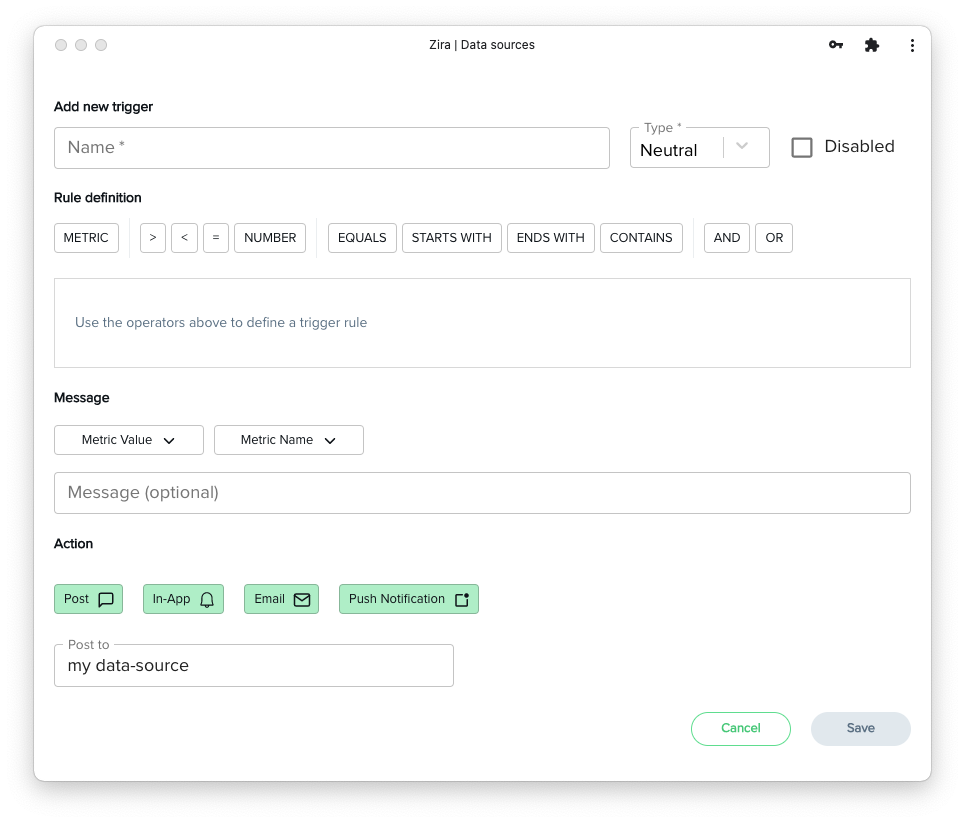 Zira | Data sources
Add new trigger
Name *
Type *
Neutral
Disabled
Rule definition
METRIC > < = NUMBER EQUALS STARTS WITH ENDS WITH CONTAINS AND OR
Use the operators above to define a trigger rule
Message
Metric Value Metric Name
Message (optional)
Action
Post In-App Email Push Notification
Post to
my data-source
Cancel Save